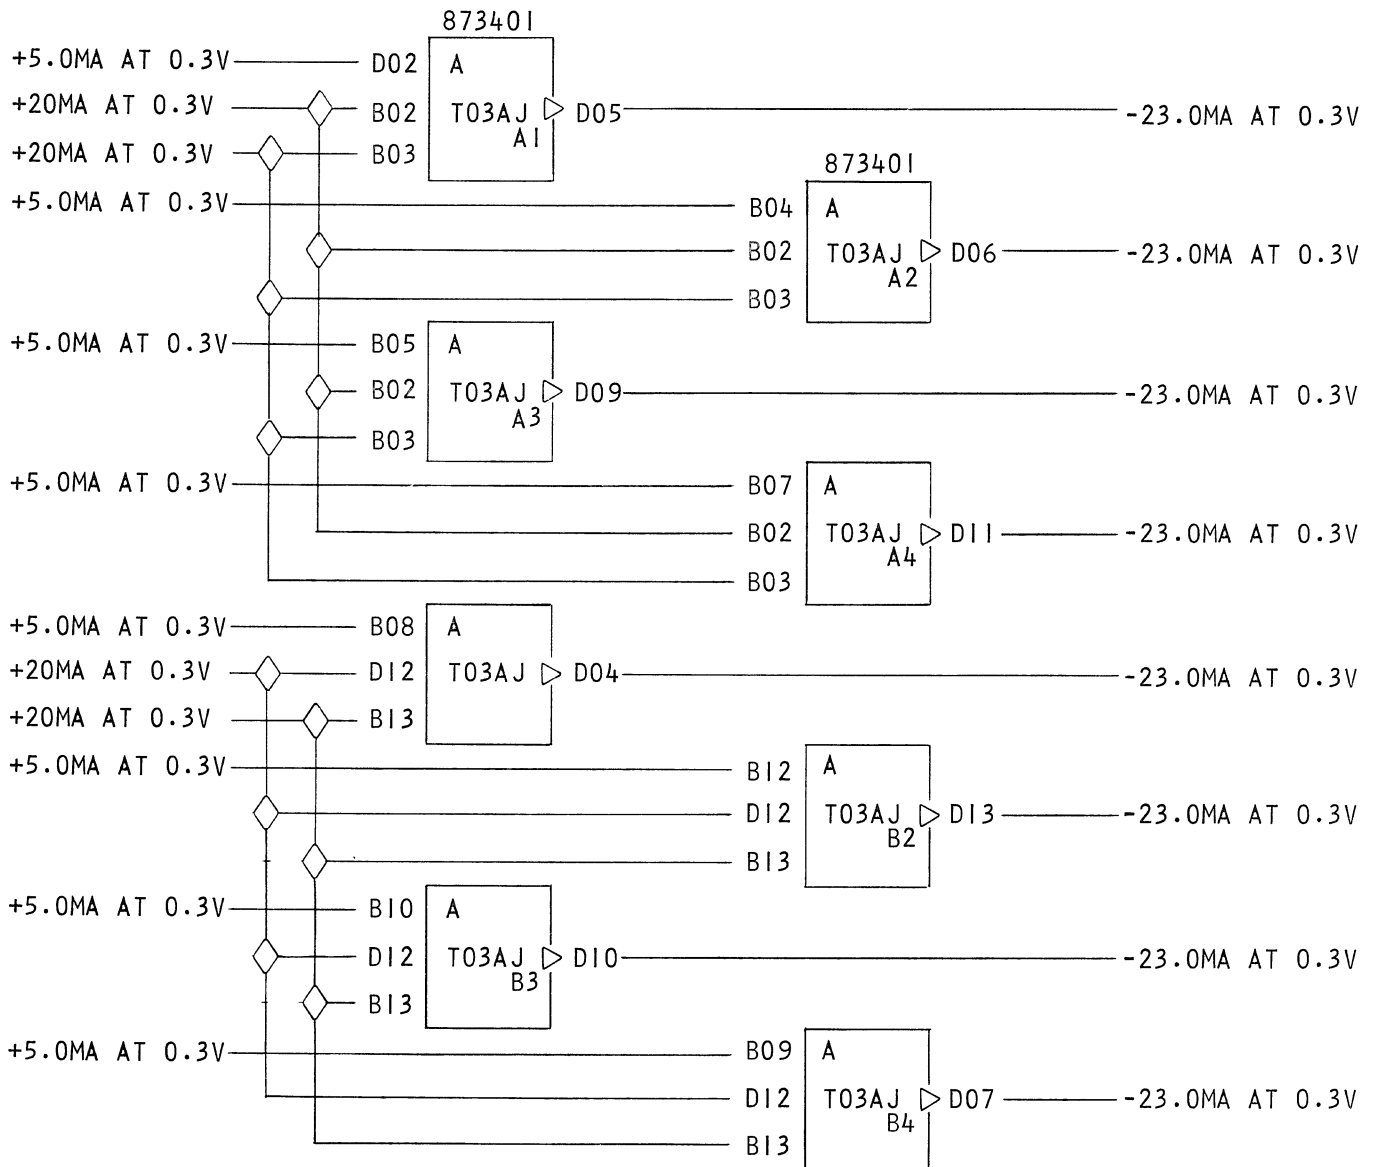 873401
+5.0MA AT 0.3V D02 A
+20MA AT 0.3V B02 T03AJ D05 -23.0MA AT 0.3V
A1
+20MA AT 0.3V B03
873401
+5.0MA AT 0.3V B04 A
B02 T03AJ D06 -23.0MA AT 0.3V
A2
B03
+5.0MA AT 0.3V B05 A
B02 T03AJ D09 -23.0MA AT 0.3V
A3
B03
+5.0MA AT 0.3V B07 A
B02 T03AJ D11 -23.0MA AT 0.3V
A4
B03
+5.0MA AT 0.3V B08 A
+20MA AT 0.3V D12 T03AJ D04 -23.0MA AT 0.3V
+20MA AT 0.3V B13
+5.0MA AT 0.3V B12 A
D12 T03AJ D13 -23.0MA AT 0.3V
B2
B13
+5.0MA AT 0.3V B10 A
D12 T03AJ D10 -23.0MA AT 0.3V
B3
B13
+5.0MA AT 0.3V B09 A
D12 T03AJ D07 -23.0MA AT 0.3V
B4
B13